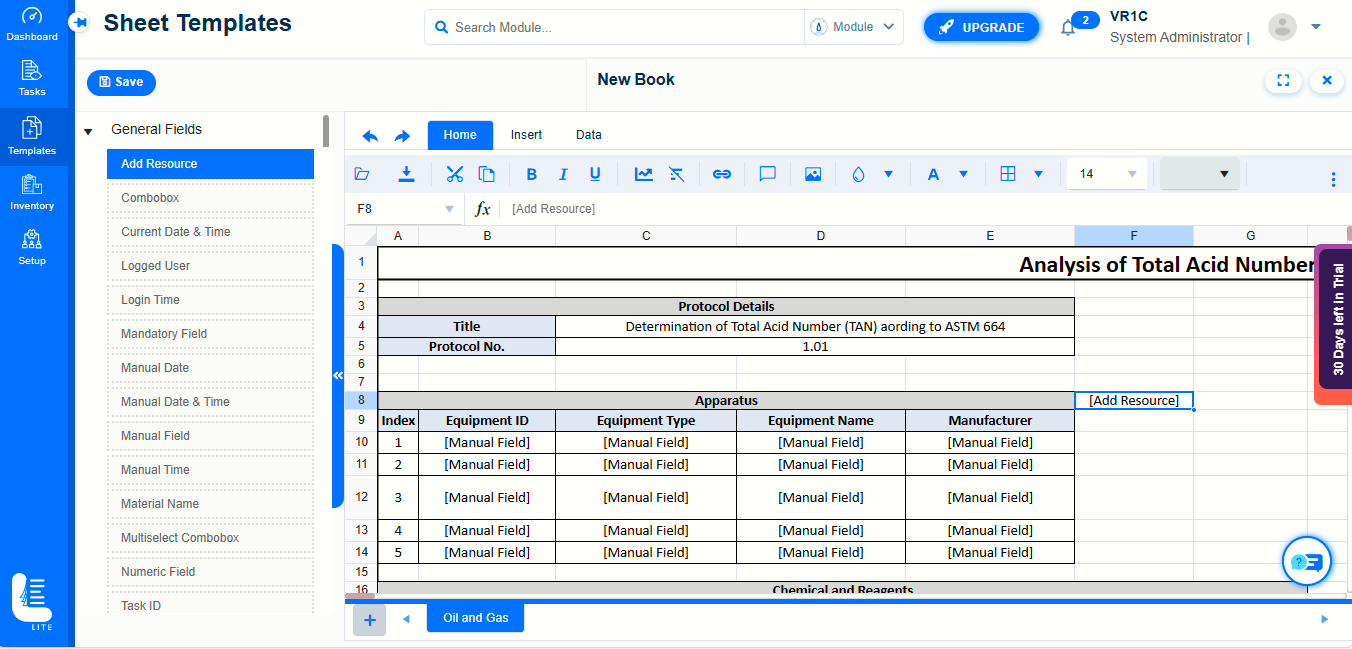 Dashboard
Tasks
Templates
Inventory
Setup
LITE
Sheet Templates
Search Module...
Module
UPGRADE
2
VR1C
System Administrator |
Save
New Book
General Fields
Add Resource
Combobox
Current Date & Time
Logged User
Login Time
Mandatory Field
Manual Date
Manual Date & Time
Manual Field
Manual Time
Material Name
Multiselect Combobox
Numeric Field
Task ID
Home Insert Data
B I U A 14
F8 fx [Add Resource]
A B C D E F G
1 Analysis of Total Acid Number
2
3 Protocol Details
4 Title Determination of Total Acid Number (TAN) aording to ASTM 664
5 Protocol No. 1.01
6
7
8 Apparatus [Add Resource]
9 Index Equipment ID Equipment Type Equipment Name Manufacturer
10 1 [Manual Field] [Manual Field] [Manual Field] [Manual Field]
11 2 [Manual Field] [Manual Field] [Manual Field] [Manual Field]
12 3 [Manual Field] [Manual Field] [Manual Field] [Manual Field]
13 4 [Manual Field] [Manual Field] [Manual Field] [Manual Field]
14 5 [Manual Field] [Manual Field] [Manual Field] [Manual Field]
15
16 Chemical and Reagents
Oil and Gas
30 Days left in Trial